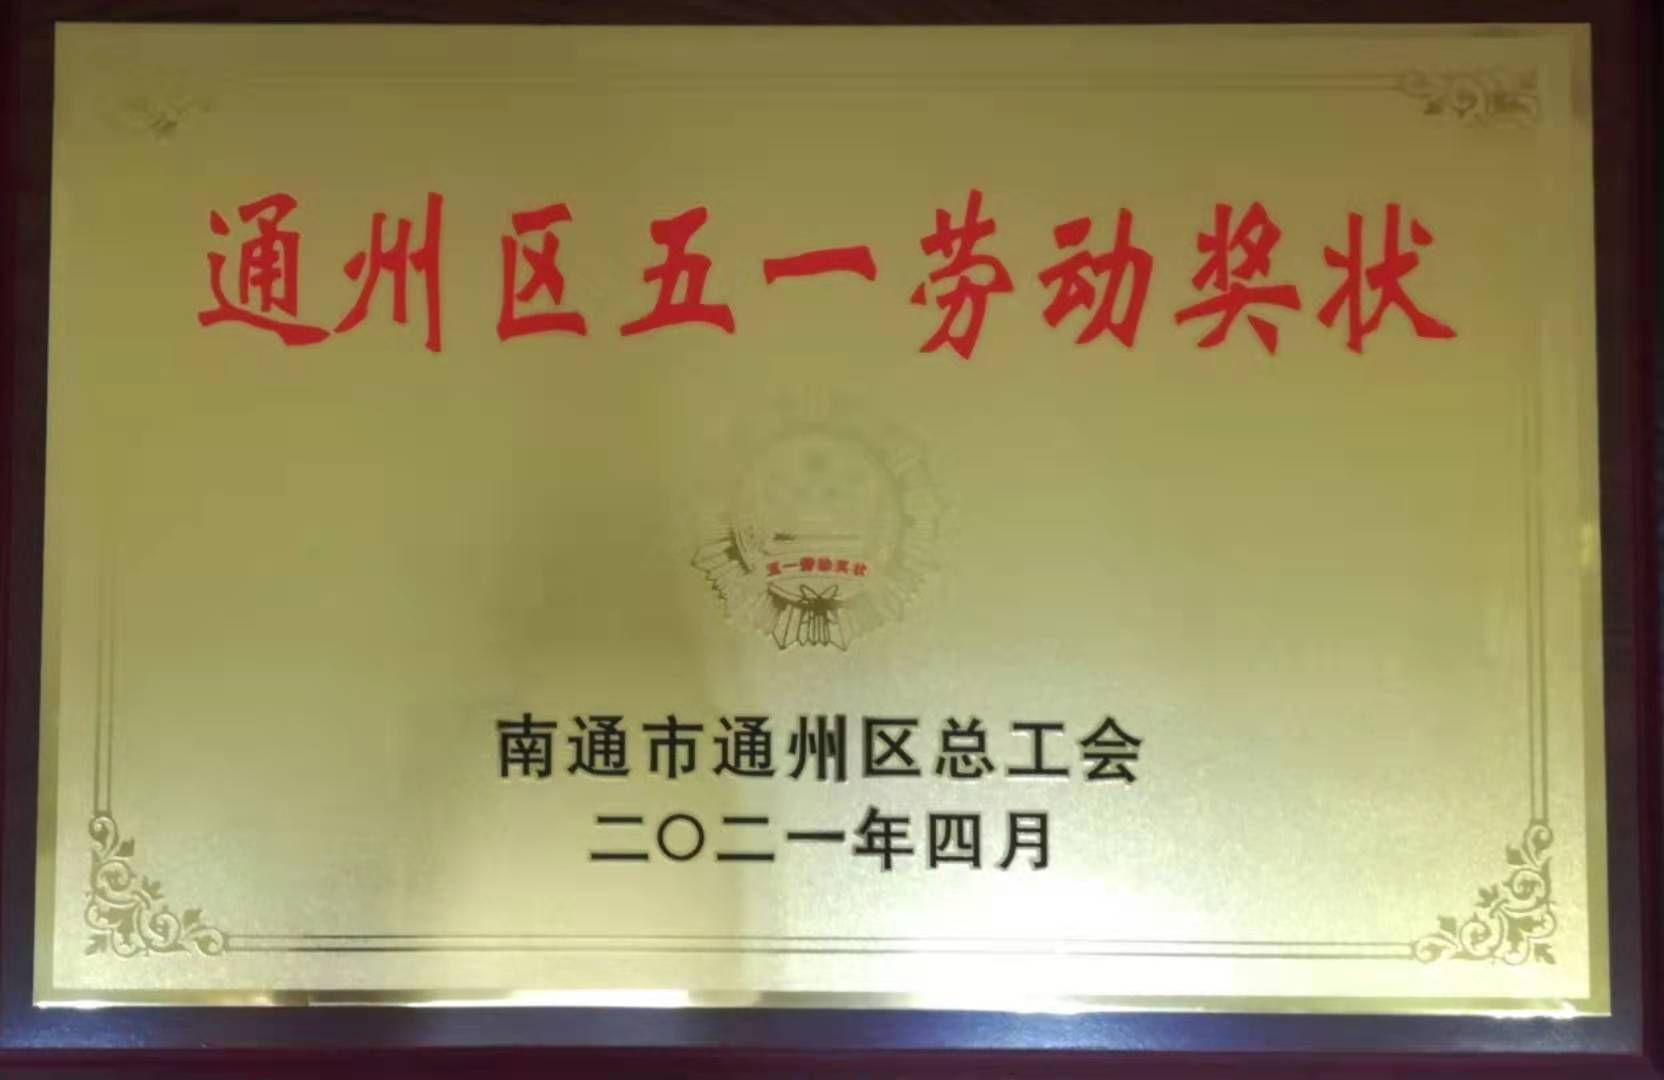 通州区五一劳动奖状
五一劳动奖状
南通市通州区总工会
二〇二一年四月